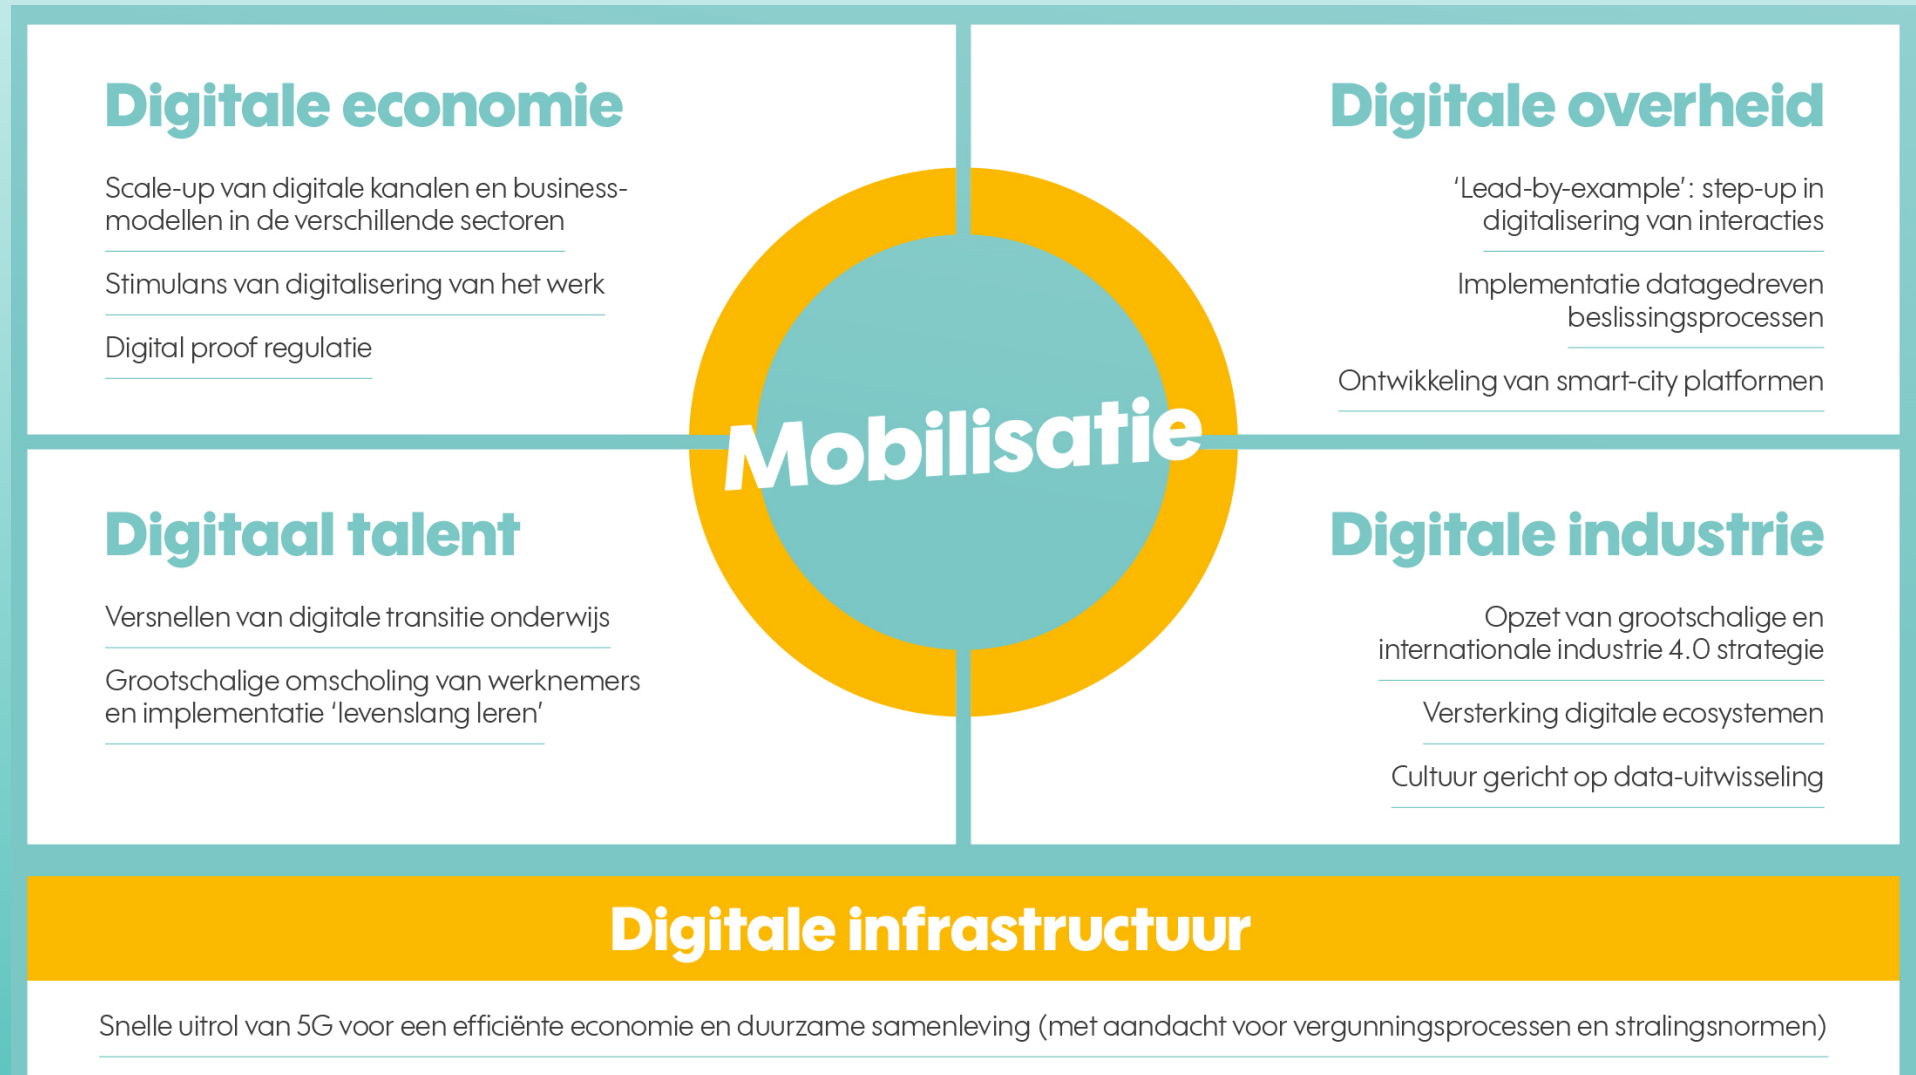 Digitale economie
Scale-up van digitale kanalen en business-
modellen in de verschillende sectoren
Stimulans van digitalisering van het werk
Digital proof regulatie
Digitale overheid
‘Lead-by-example’: step-up in
digitalisering van interacties
Implementatie datagedreven
beslissingsprocessen
Ontwikkeling van smart-city platformen
Mobilisatie
Digitaal talent
Versnellen van digitale transitie onderwijs
Grootschalige omscholing van werknemers
en implementatie ‘levenslang leren’
Digitale industrie
Opzet van grootschalige en
internationale industrie 4.0 strategie
Versterking digitale ecosystemen
Cultuur gericht op data-uitwisseling
Digitale infrastructuur
Snelle uitrol van 5G voor een efficiënte economie en duurzame samenleving (met aandacht voor vergunningsprocessen en stralingsnormen)